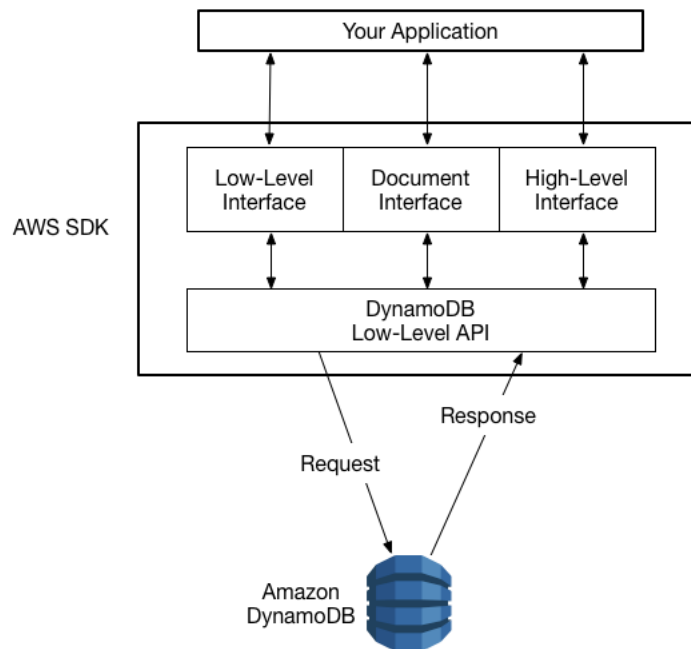 Your Application
Low-Level
Interface
Document
Interface
High-Level
Interface
AWS SDK
DynamoDB
Low-Level API
Response
Request
Amazon
DynamoDB